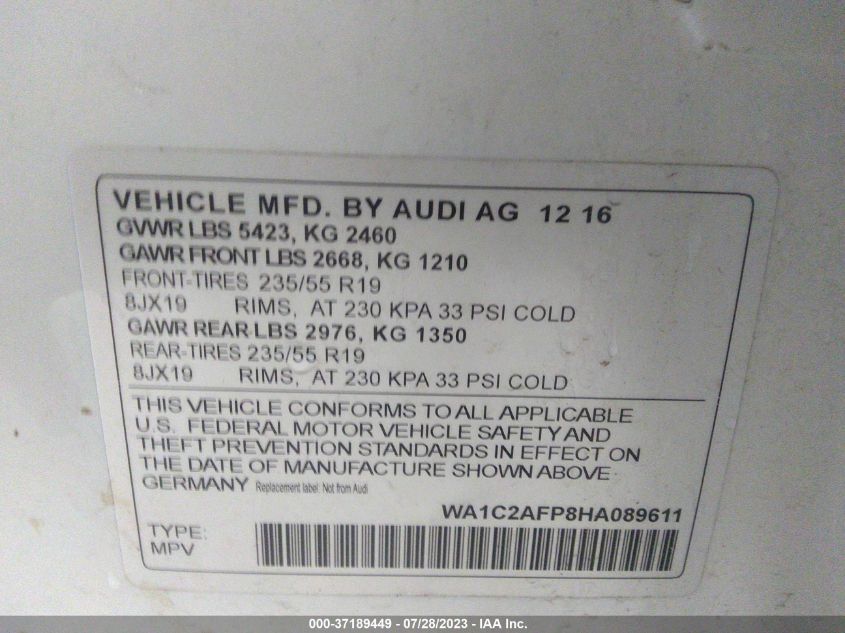 VEHICLE MFD. BY AUDI AG 12 16
GVWR LBS 5423, KG 2460
GAWR FRONT LBS 2668, KG 1210
FRONT-TIRES 235/55 R19
8JX19 RIMS, AT 230 KPA 33 PSI COLD
GAWR REAR LBS 2976, KG 1350
REAR-TIRES 235/55 R19
8JX19 RIMS, AT 230 KPA 33 PSI COLD
THIS VEHICLE CONFORMS TO ALL APPLICABLE
U.S. FEDERAL MOTOR VEHICLE SAFETY AND
THEFT PREVENTION STANDARDS IN EFFECT ON
THE DATE OF MANUFACTURE SHOWN ABOVE
GERMANY Replacement label: Not from Audi
WA1C2AFP8HA089611
TYPE:
MPV
000-37189449 / 07/28/2023 - IAA Inc.